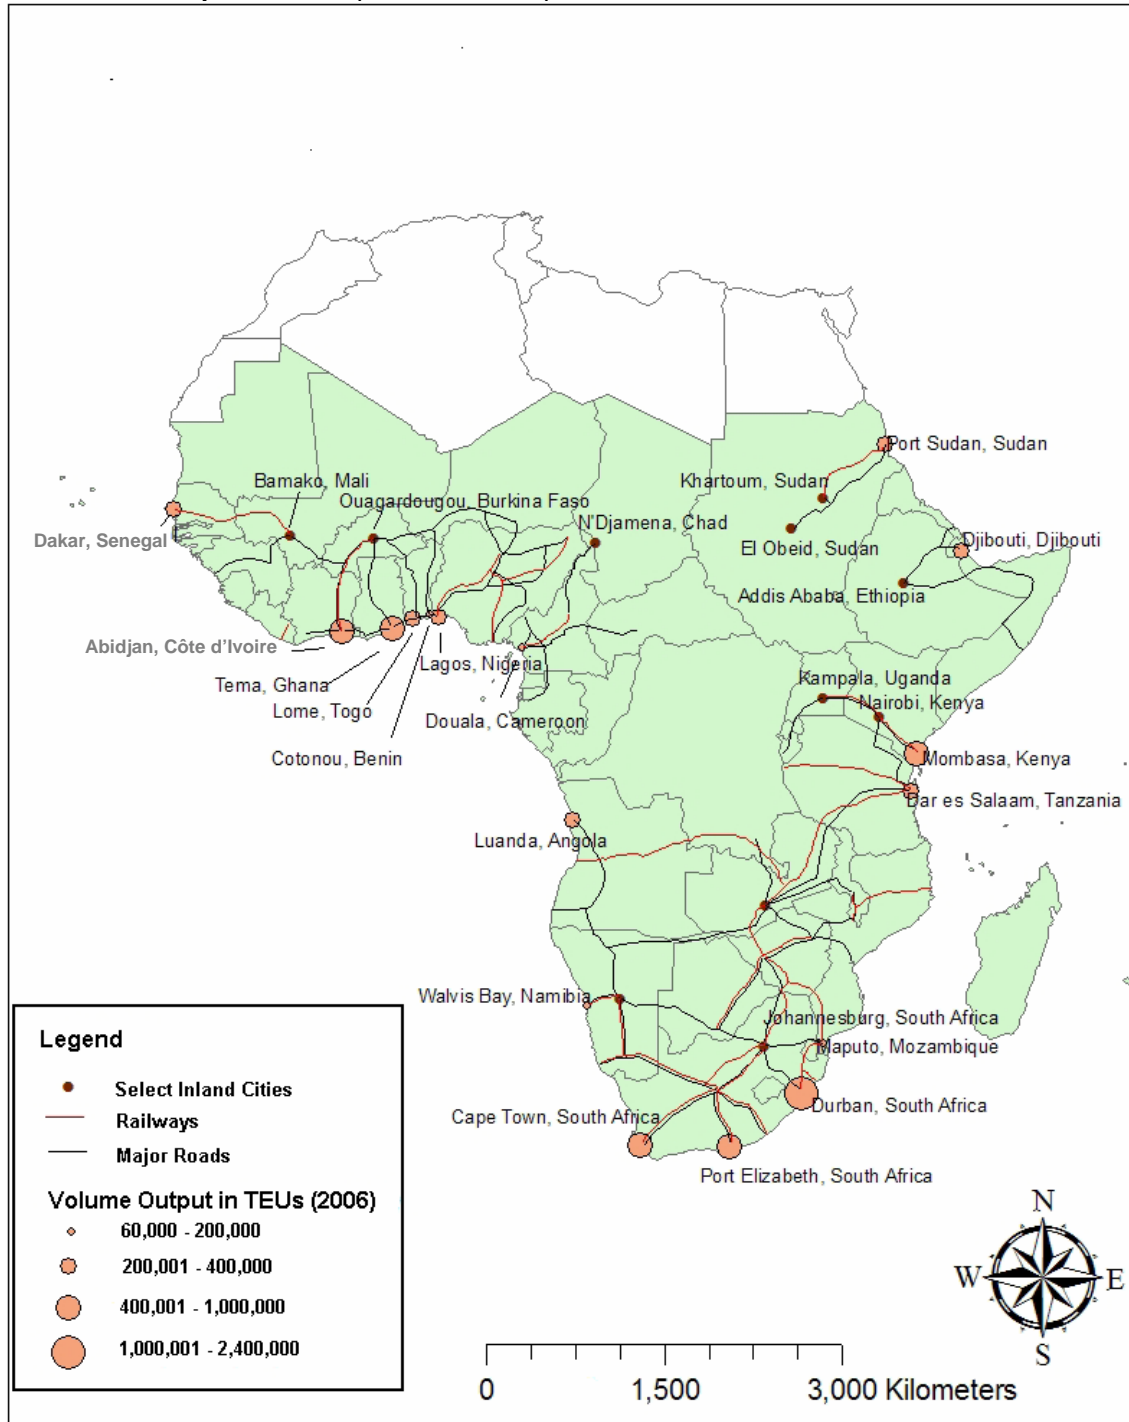 Port Sudan, Sudan
Bamako, Mali
Khartoum, Sudan
Ouagardougou, Burkina Faso
N'Djamena, Chad
Dakar, Senegal
El Obeid, Sudan
Djibouti, Djibouti
Addis Ababa, Ethiopia
Abidjan, Côte d'Ivoire
Lagos, Nigeria
Tema, Ghana
Kampala, Uganda
Nairobi, Kenya
Lome, Togo
Douala, Cameroon
Cotonou, Benin
Mombasa, Kenya
Dar es Salaam, Tanzania
Luanda, Angola
Walvis Bay, Namibia
Johannesburg, South Africa
Maputo, Mozambique
Durban, South Africa
Cape Town, South Africa
Port Elizabeth, South Africa
Legend
Select Inland Cities
Railways
Major Roads
Volume Output in TEUs (2006)
60,000 - 200,000
200,001 - 400,000
400,001 - 1,000,000
1,000,001 - 2,400,000
N
W E
S
0 1,500 3,000 Kilometers